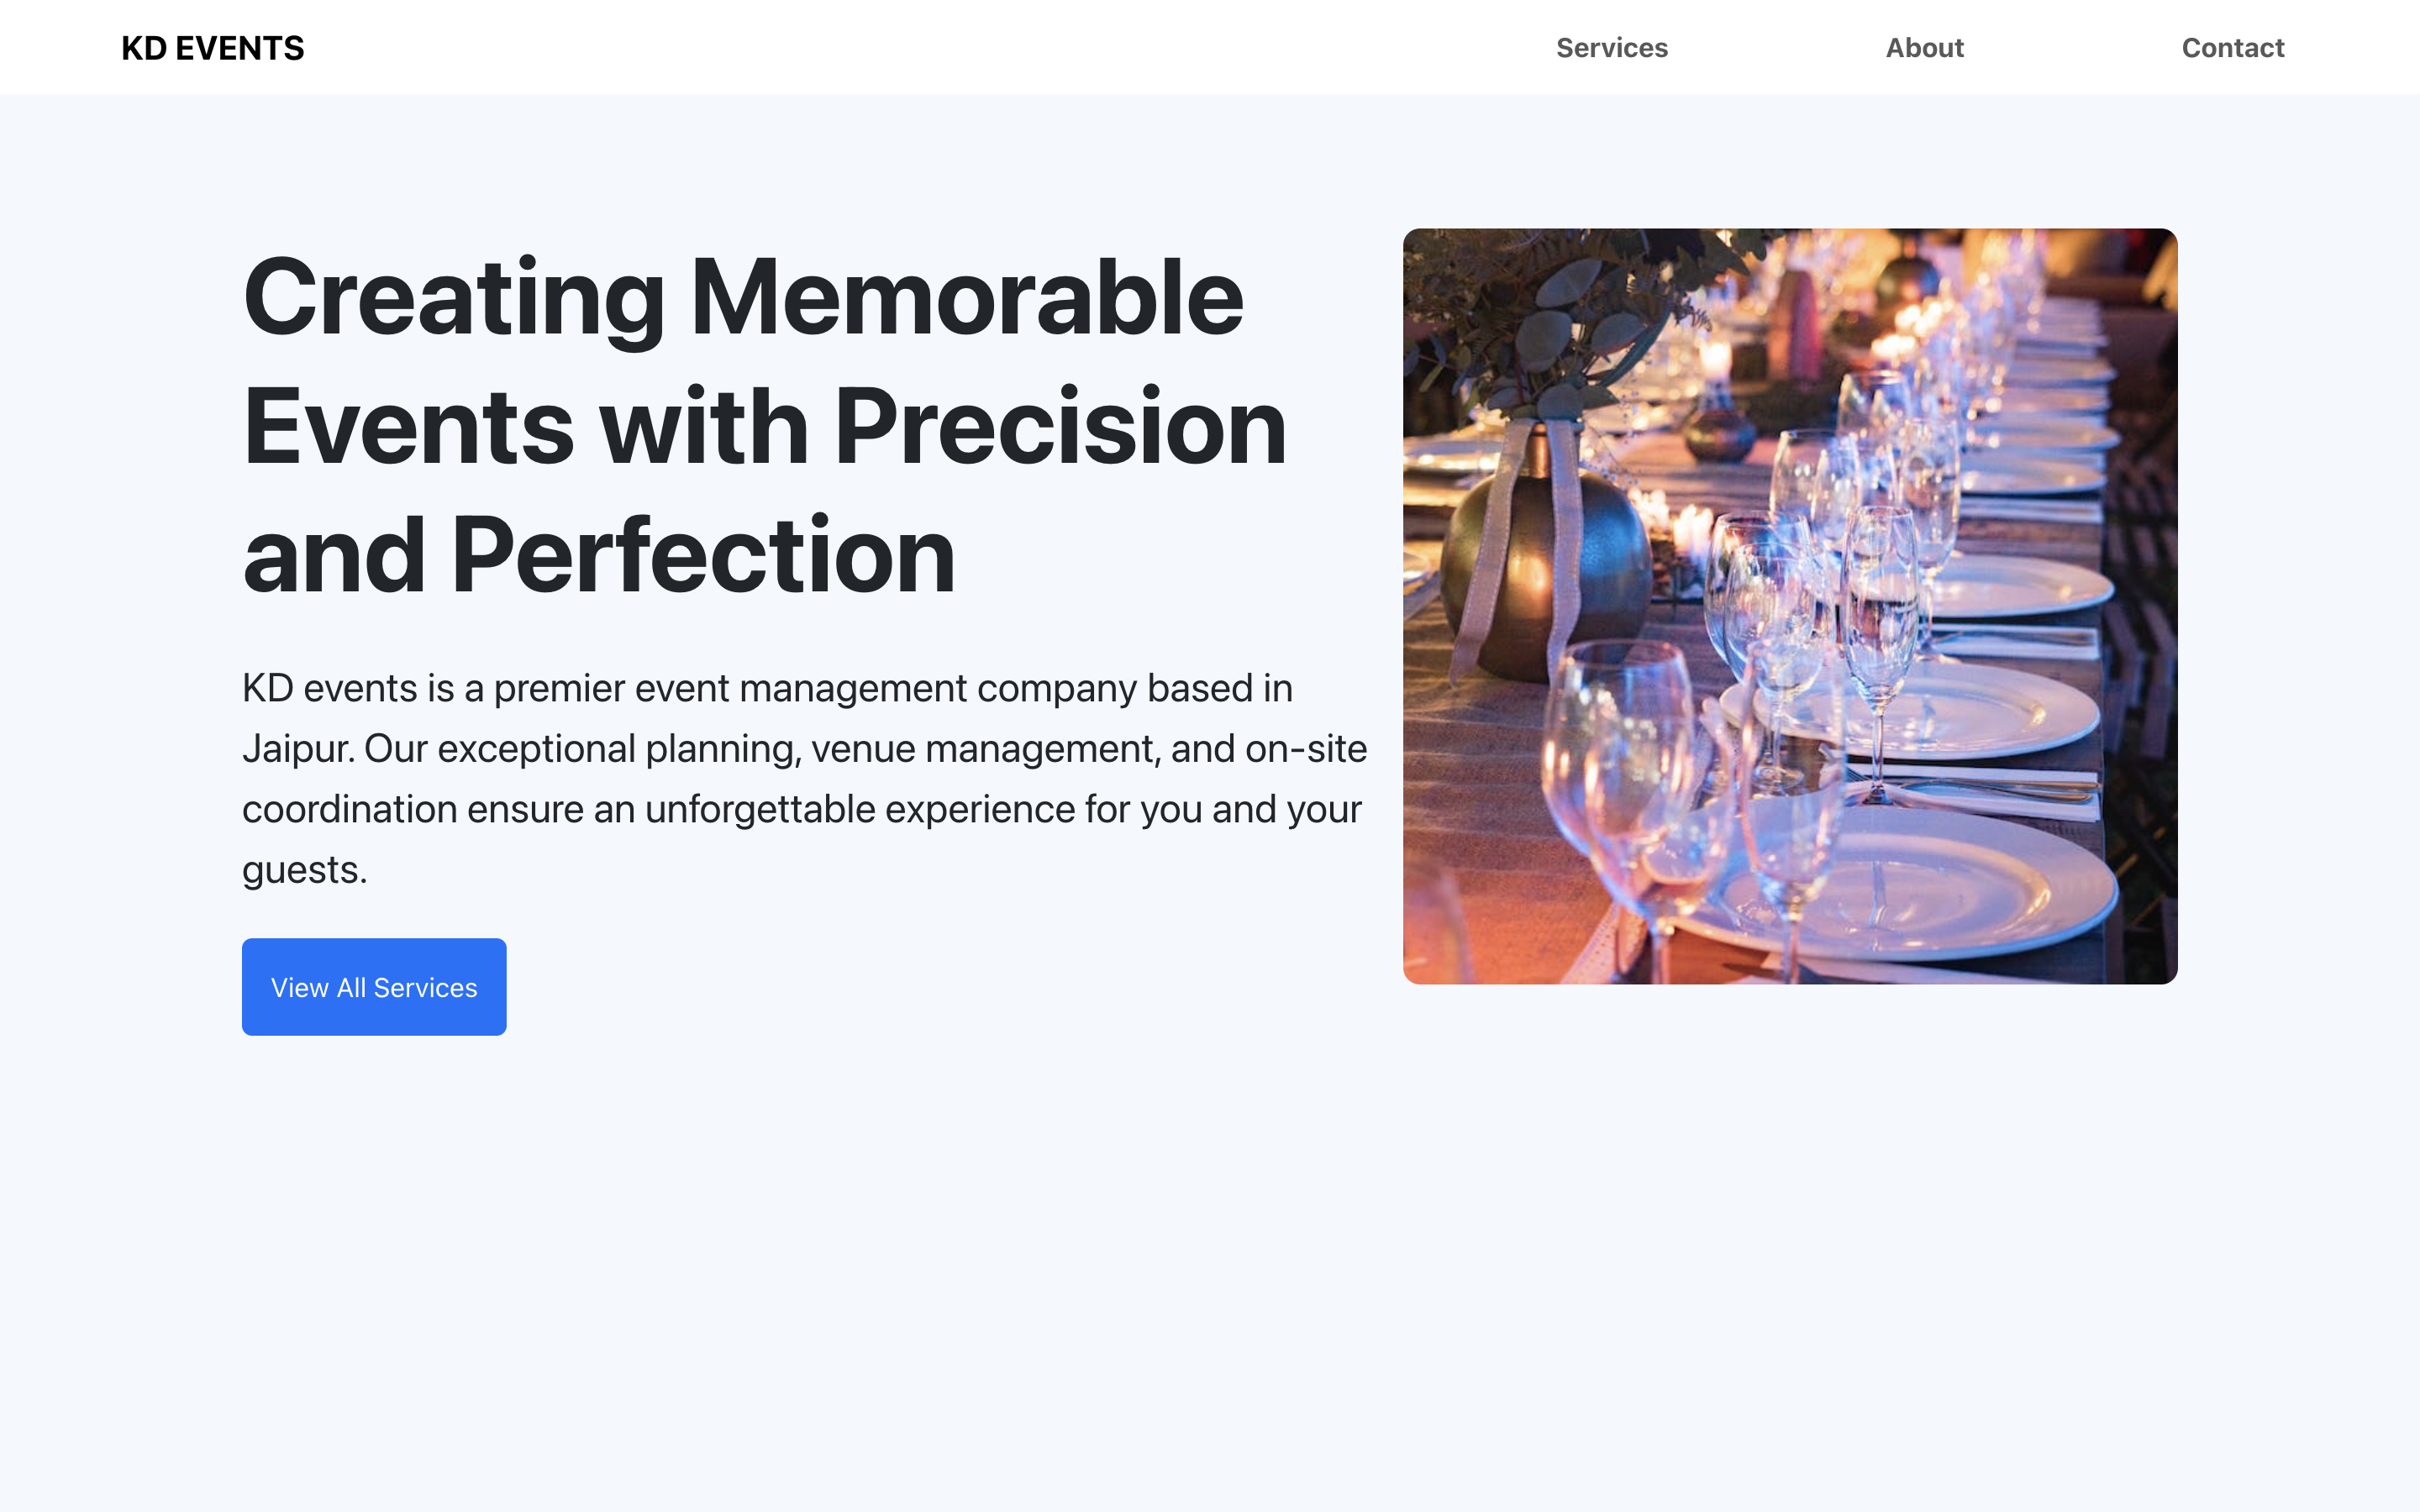 KD EVENTS
Services
About
Contact
Creating Memorable
Events with Precision
and Perfection
KD events is a premier event management company based in
Jaipur. Our exceptional planning, venue management, and on-site
coordination ensure an unforgettable experience for you and your
guests.
View All Services